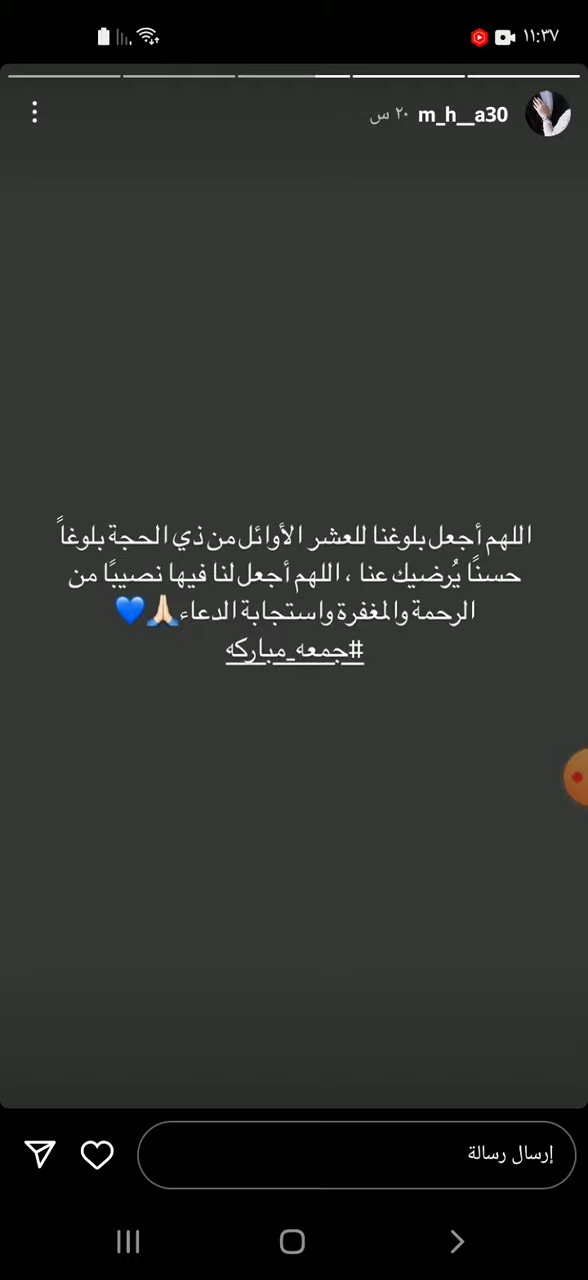 ١١:٣٧
m_h__a30 ٢٠ س
اللهم أجعل بلوغنا للعشر الأوائل من ذي الحجة بلوغاً
حسنًا يُرضيك عنا ، اللهم أجعل لنا فيها نصيبًا من
الرحمة والمغفرة واستجابة الدعاء🙏🏻💙
#جمعه_مباركه
إرسال رسالة